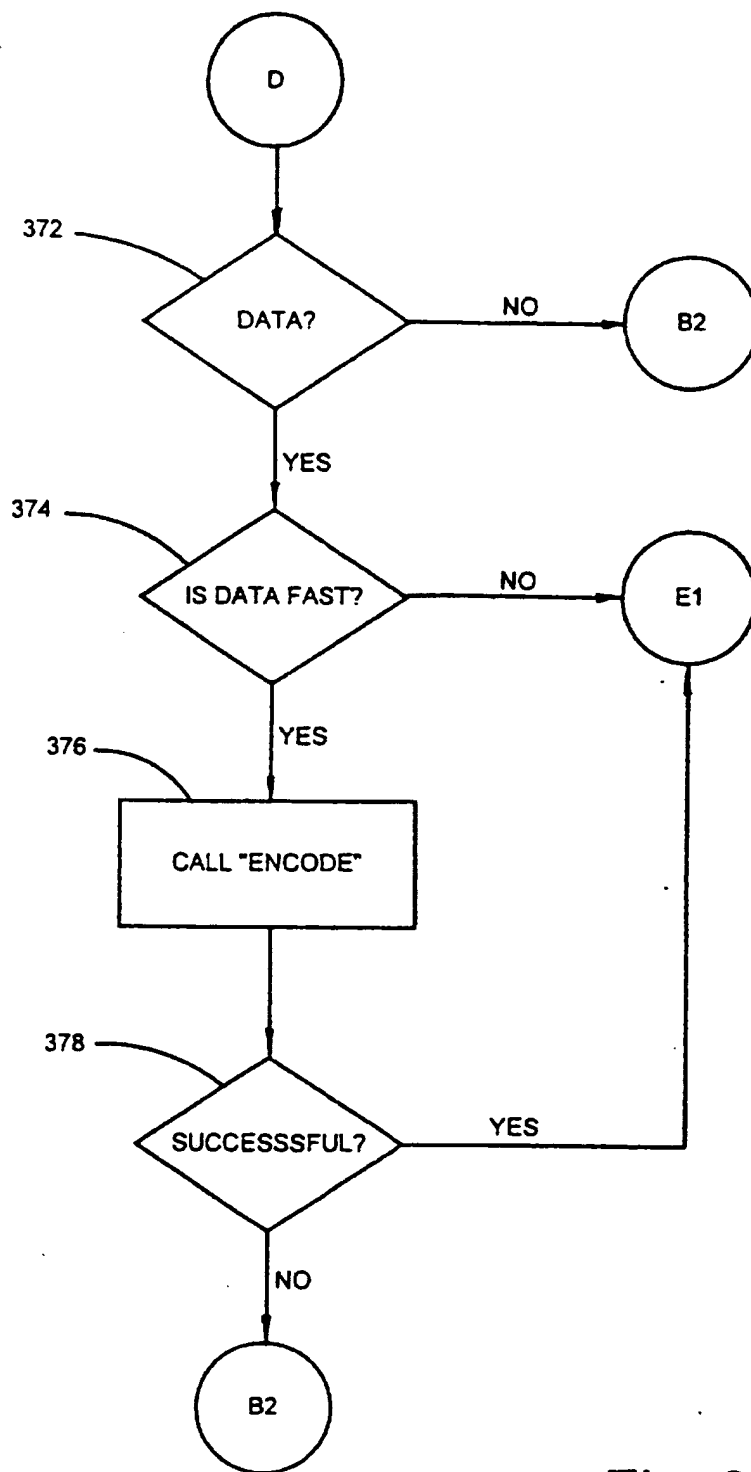 D
372
DATA?
NO
B2
YES
374
IS DATA FAST?
NO
E1
YES
376
CALL "ENCODE"
378
SUCCESSSFUL?
YES
NO
B2